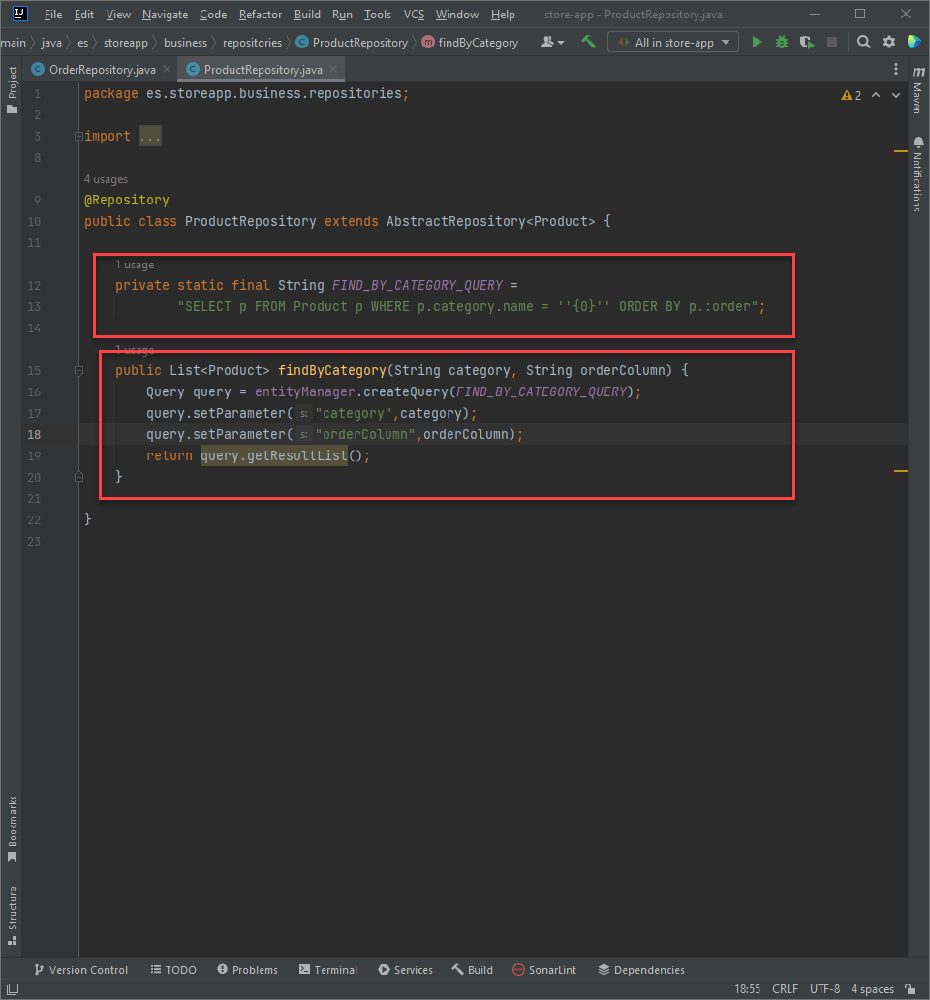 File Edit View Navigate Code Refactor Build Run Tools VCS Window Help store-app - ProductRepository.java
main java es storeapp business repositories ProductRepository findByCategory All in store-app
OrderRepository.java ProductRepository.java
Project
Maven
Notifications
2
1 package es.storeapp.business.repositories;
2
3 import ...
8
4 usages
9 @Repository
10 public class ProductRepository extends AbstractRepository<Product> {
11
1 usage
12 private static final String FIND_BY_CATEGORY_QUERY =
13 "SELECT p FROM Product p WHERE p.category.name = ''{0}'' ORDER BY p.:order";
14
1 usage
15 public List<Product> findByCategory(String category, String orderColumn) {
16 Query query = entityManager.createQuery(FIND_BY_CATEGORY_QUERY);
17 query.setParameter( s: "category",category);
18 query.setParameter( s: "orderColumn",orderColumn);
19 return query.getResultList();
20 }
21
22 }
23
Bookmarks
Structure
Version Control TODO Problems Terminal Services Build SonarLint Dependencies
18:55 CRLF UTF-8 4 spaces